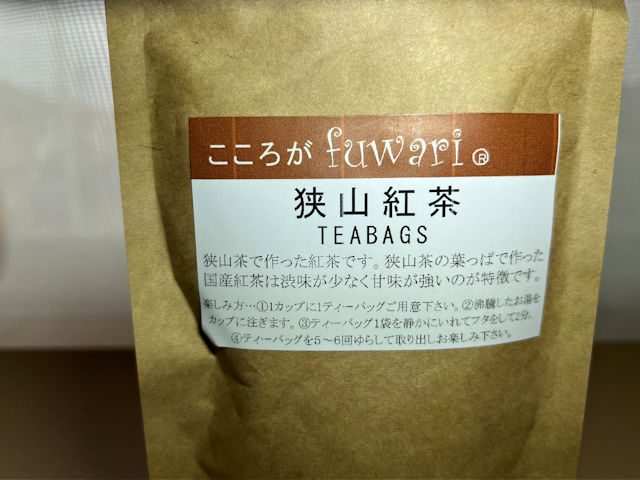 こころが fuwari®
狭山紅茶
TEABAGS
狭山茶で作った紅茶です。狭山茶の葉っぱで作った
国産紅茶は渋味が少なく甘味が強いのが特徴です。
楽しみ方…①1カップに1ティーバッグご用意下さい。②沸騰したお湯を
カップに注ぎます。③ティーバッグ1袋を静かにいれてフタをして2分。
④ティーバッグを5～6回ゆらして取り出しお楽しみ下さい。